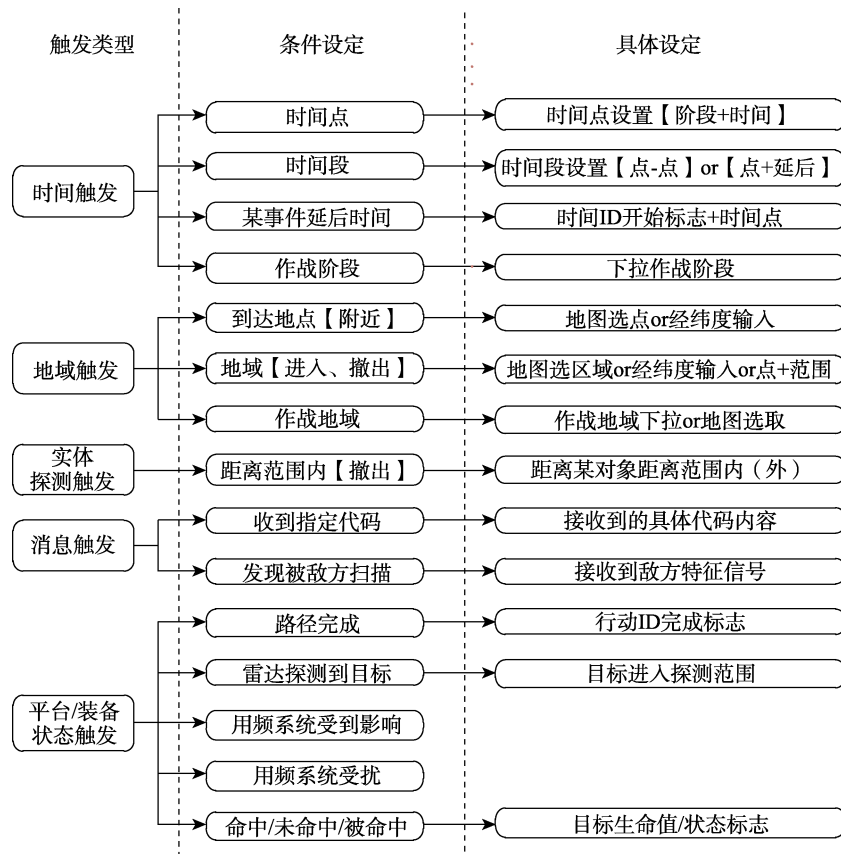 触发类型
条件设定
具体设定
时间触发
时间点
时间点设置【阶段+时间】
时间段
时间段设置【点-点】or【点+延后】
某事件延后时间
时间ID开始标志+时间点
作战阶段
下拉作战阶段
地域触发
到达地点【附近】
地图选点or经纬度输入
地域【进入、撤出】
地图选区域or经纬度输入or点+范围
作战地域
作战地域下拉or地图选取
实体
探测触发
距离范围内【撤出】
距离某对象距离范围内（外）
消息触发
收到指定代码
接收到的具体代码内容
发现被敌方扫描
接收到敌方特征信号
平台/装备
状态触发
路径完成
行动ID完成标志
雷达探测到目标
目标进入探测范围
用频系统受到影响
用频系统受扰
命中/未命中/被命中
目标生命值/状态标志